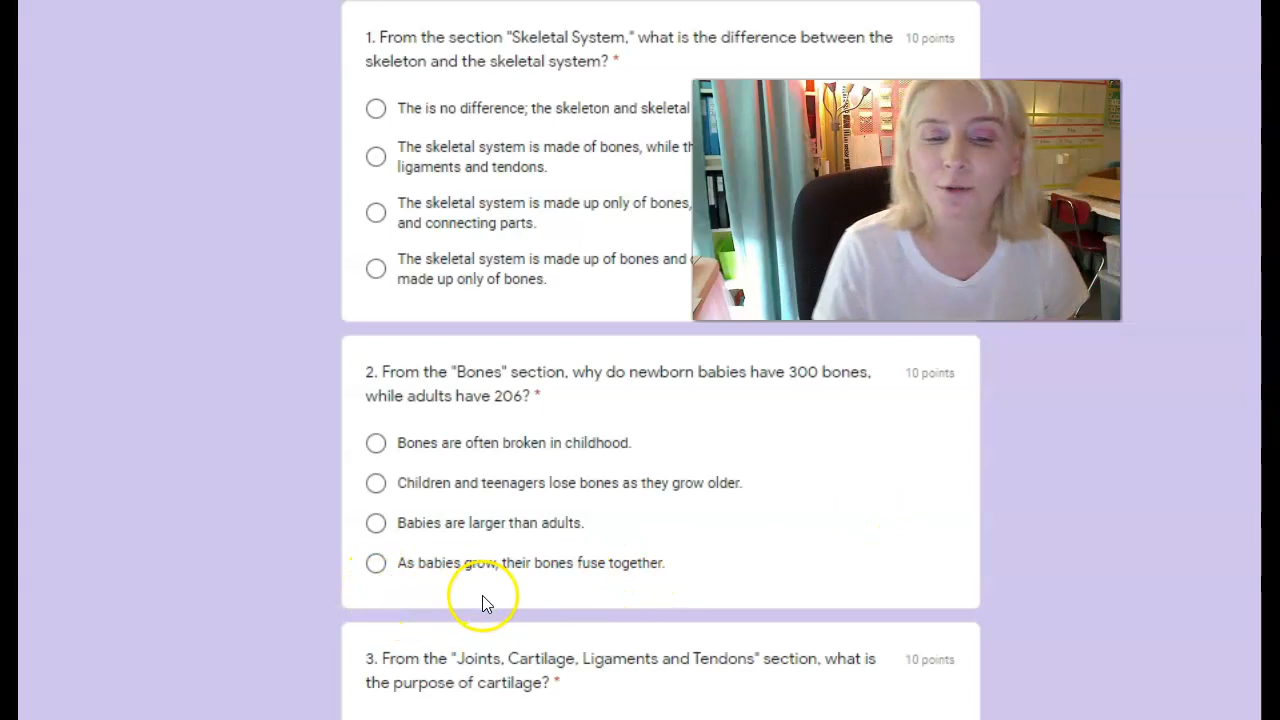 1. From the section "Skeletal System," what is the difference between the
10 points
skeleton and the skeletal system? *
The is no difference; the skeleton and skeletal
The skeletal system is made of bones, while
ligaments and tendons.
The skeletal system is made up only of bones,
and connecting parts.
The skeletal system is made up of bones and
made up only of bones.
2. From the "Bones" section, why do newborn babies have 300 bones,
10 points
while adults have 206? *
Bones are often broken in childhood.
Children and teenagers lose bones as they grow older.
Babies are larger than adults.
As babies grow, their bones fuse together.
3. From the "Joints, Cartilage, Ligaments and Tendons" section, what is
10 points
the purpose of cartilage? *